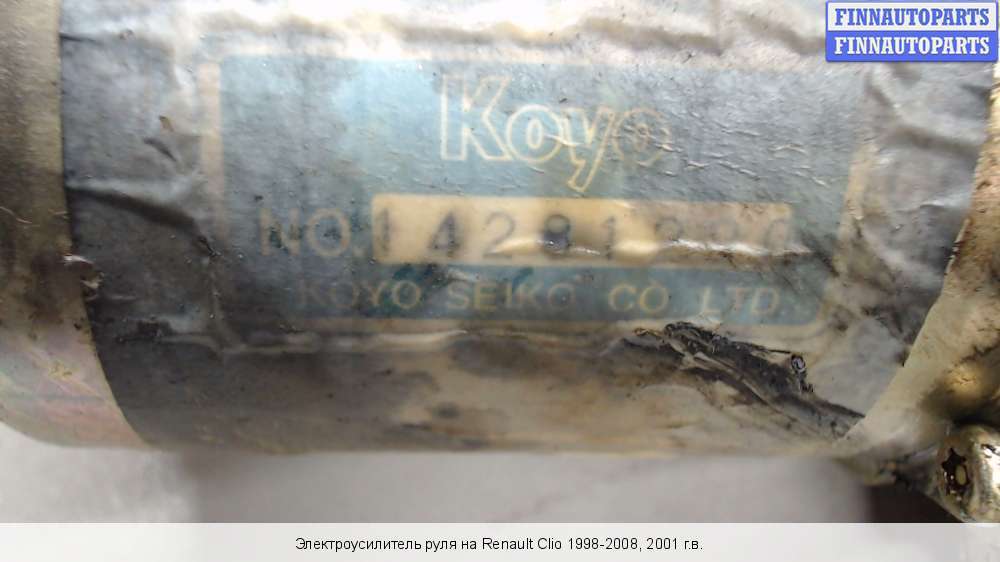 FINNAUTOPARTS
FINNAUTOPARTS
Koyo
NO.
KOYO SEIKO CO LTD.
Электроусилитель руля на Renault Clio 1998-2008, 2001 г.в.